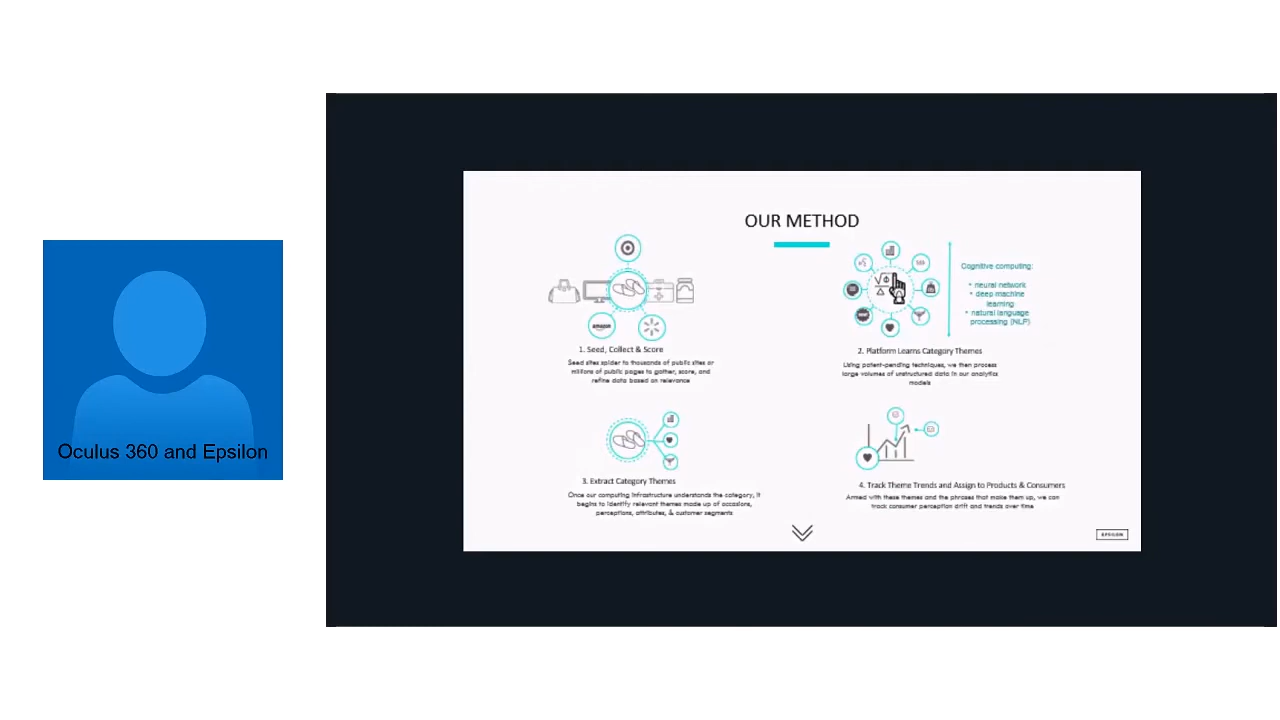 Oculus 360 and Epsilon
OUR METHOD
amazon
1. Seed, Collect & Score
Seed sites spider to thousands of public sites or
millions of public pages to gather, score, and
refine data based on relevance
Cognitive computing:
• neural network
• deep machine
learning
• natural language
processing (NLP)
2. Platform Learns Category Themes
Using patent-pending techniques, we then process
large volumes of unstructured data in our analytics
models
3. Extract Category Themes
Once our computing infrastructure understands the category, it
begins to identify relevant themes made up of occasions,
perceptions, attributes, & customer segments
4. Track Theme Trends and Assign to Products & Consumers
Armed with these themes and the phrases that make them up, we can
track consumer perception drift and trends over time
EPSILON